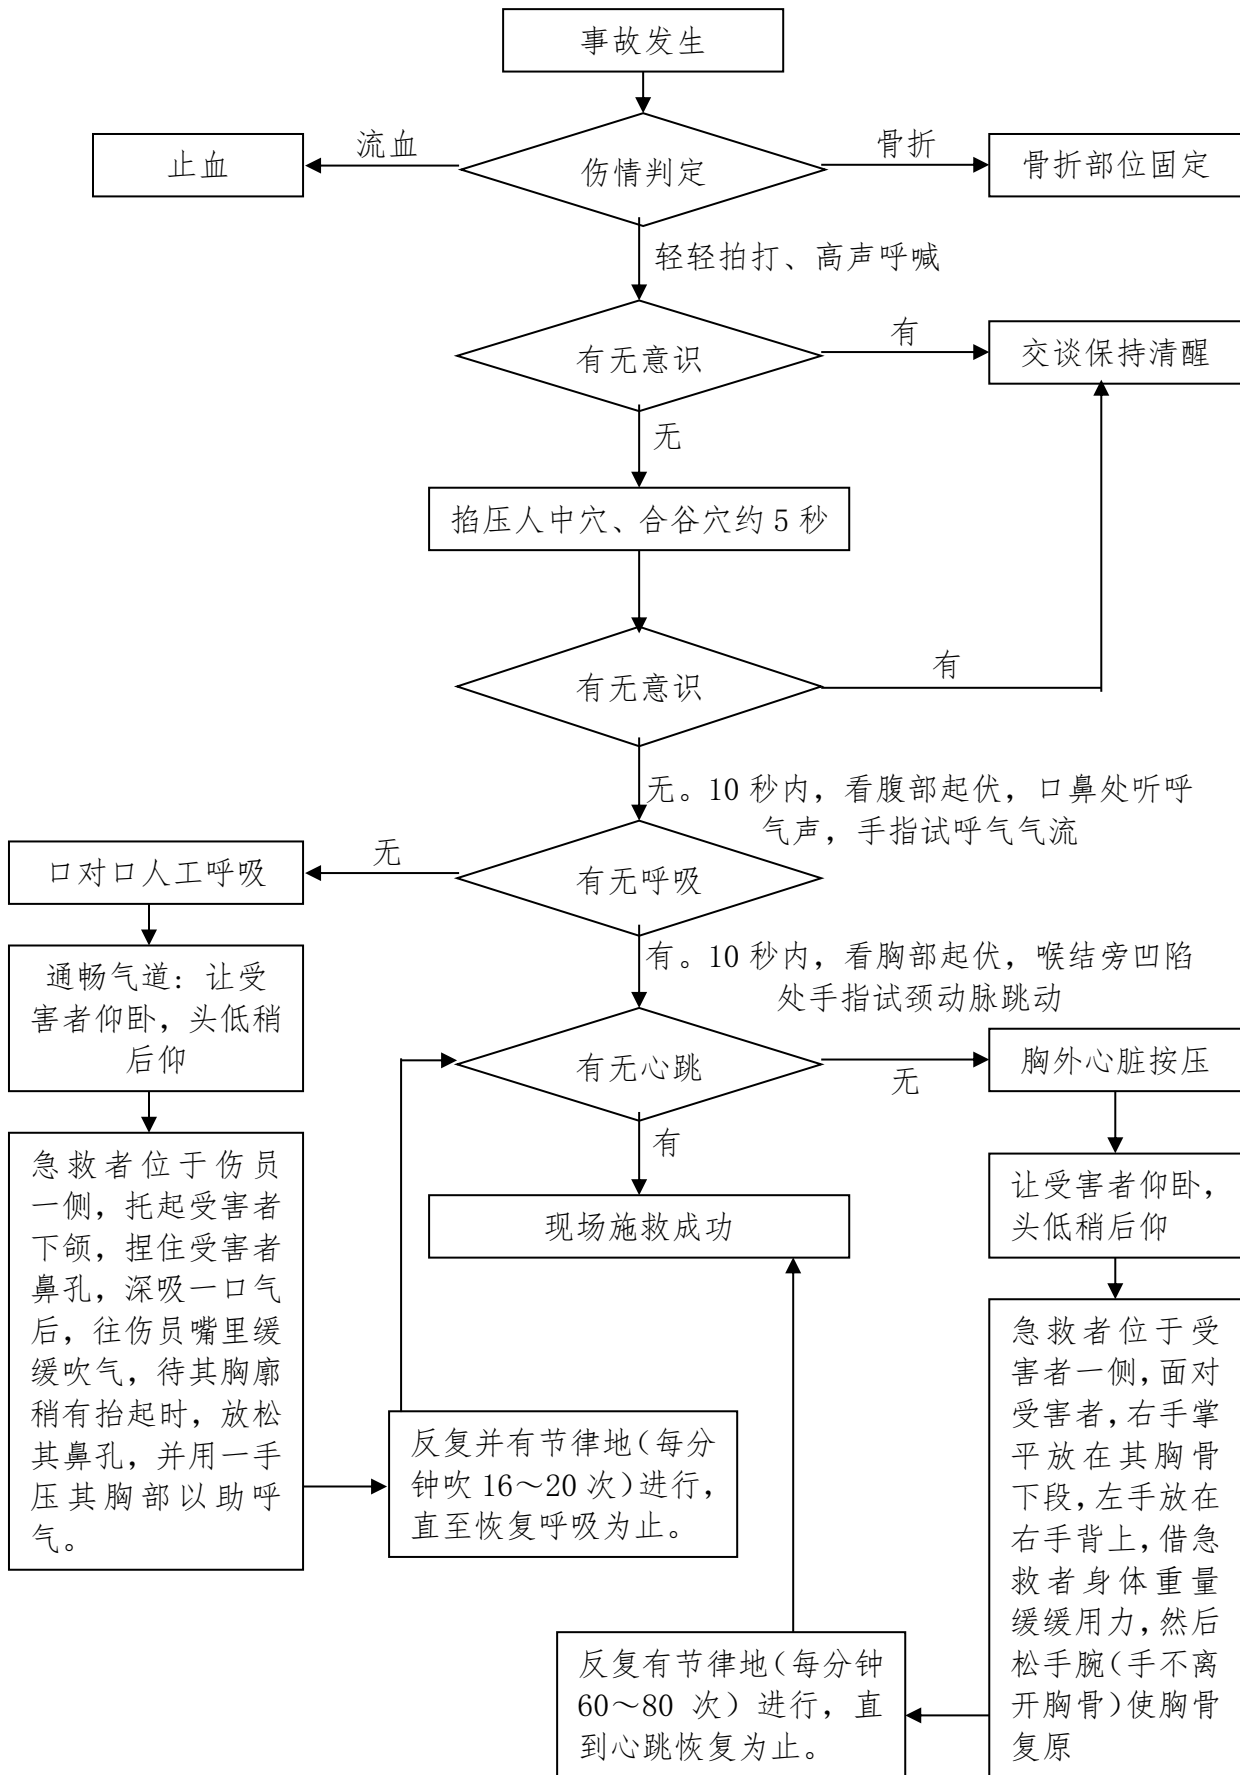 事故发生
流血
骨折
止血
伤情判定
骨折部位固定
轻轻拍打、高声呼喊
有
有无意识
交谈保持清醒
无
掐压人中穴、合谷穴约 5 秒
有
有无意识
无。10 秒内，看腹部起伏，口鼻处听呼
气声，手指试呼气气流
无
口对口人工呼吸
有无呼吸
有。10 秒内，看胸部起伏，喉结旁凹陷
处手指试颈动脉跳动
通畅气道：让受
害者仰卧，头低稍
后仰
有无心跳
无
胸外心脏按压
有
急救者位于伤员
一侧，托起受害者
下颌，捏住受害者
鼻孔，深吸一口气
后，往伤员嘴里缓
缓吹气，待其胸廓
稍有抬起时，放松
其鼻孔，并用一手
压其胸部以助呼
气。
现场施救成功
让受害者仰卧，
头低稍后仰
反复并有节律地（每分
钟吹 16～20 次）进行，
直至恢复呼吸为止。
急救者位于受
害者一侧，面对
受害者，右手掌
平放在其胸骨
下段，左手放在
右手背上，借急
救者身体重量
缓缓用力，然后
松手腕（手不离
开胸骨）使胸骨
复原
反复有节律地（每分钟
60～80 次）进行，直
到心跳恢复为止。